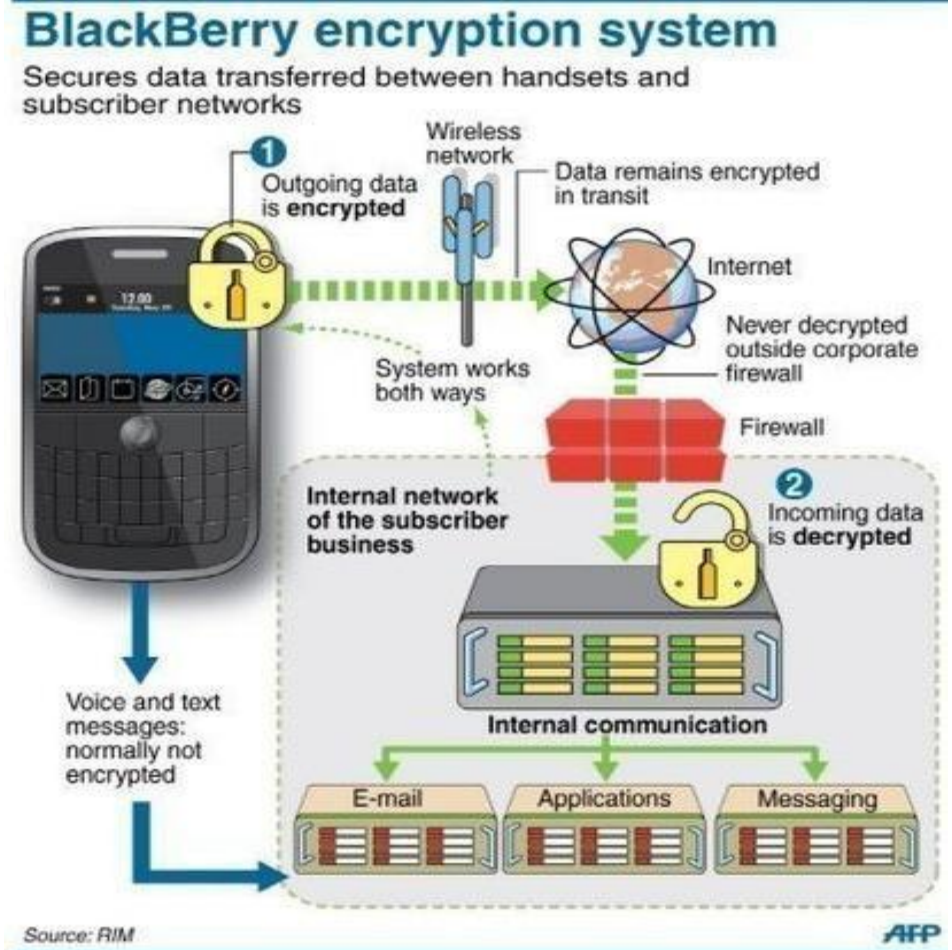 BlackBerry encryption system
Secures data transferred between handsets and
subscriber networks
1
Outgoing data
is encrypted
Wireless
network
Data remains encrypted
in transit
Internet
12:00
Never decrypted
outside corporate
firewall
System works
both ways
Firewall
Internal network
of the subscriber
business
2
Incoming data
is decrypted
Voice and text
messages:
normally not
encrypted
Internal communication
E-mail
Applications
Messaging
Source: RIM
AFP